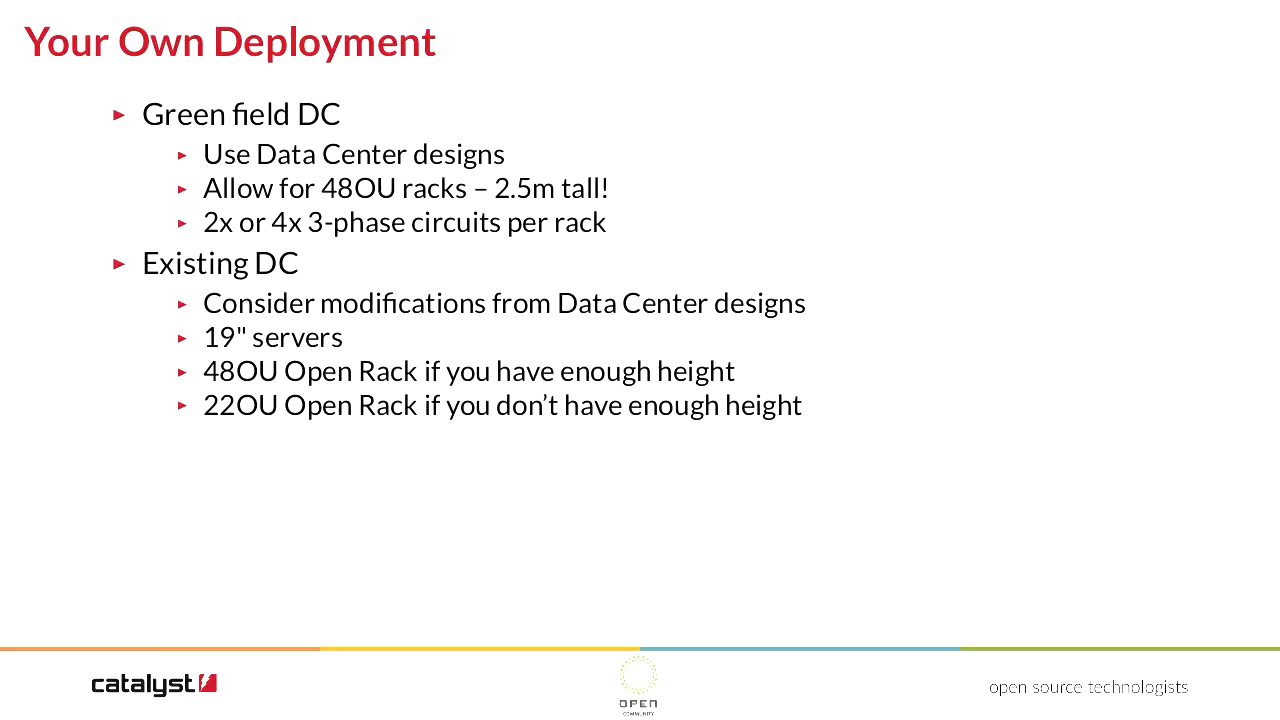 Your Own Deployment
Green field DC
Use Data Center designs
Allow for 48OU racks – 2.5m tall!
2x or 4x 3-phase circuits per rack
Existing DC
Consider modifications from Data Center designs
19" servers
48OU Open Rack if you have enough height
22OU Open Rack if you don’t have enough height
catalyst
OPEN
COMMUNITY
open source technologists